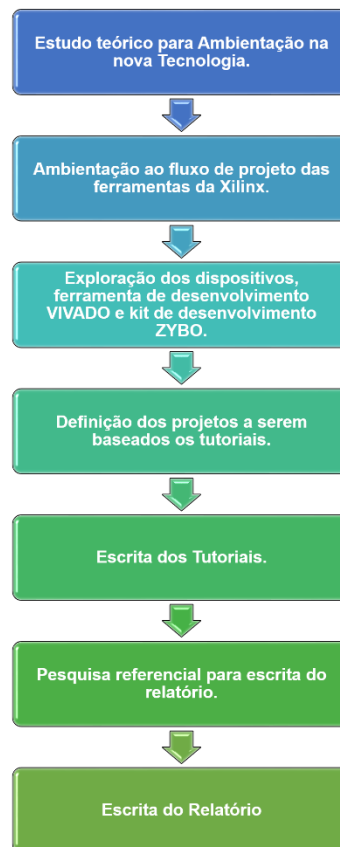 Estudo teórico para Ambientação na
nova Tecnologia.
Ambientação ao fluxo de projeto das
ferramentas da Xilinx.
Exploração dos dispositivos,
ferramenta de desenvolvimento
VIVADO e kit de desenvolvimento
ZYBO.
Definição dos projetos a serem
baseados os tutoriais.
Escrita dos Tutoriais.
Pesquisa referencial para escrita do
relatório.
Escrita do Relatório